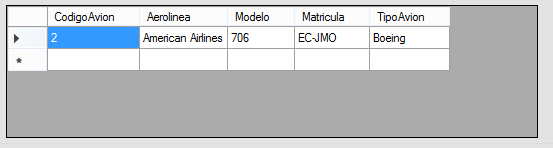 CodigoAvion Aerolinea Modelo Matricula TipoAvion
2 American Airlines 706 EC-JMO Boeing